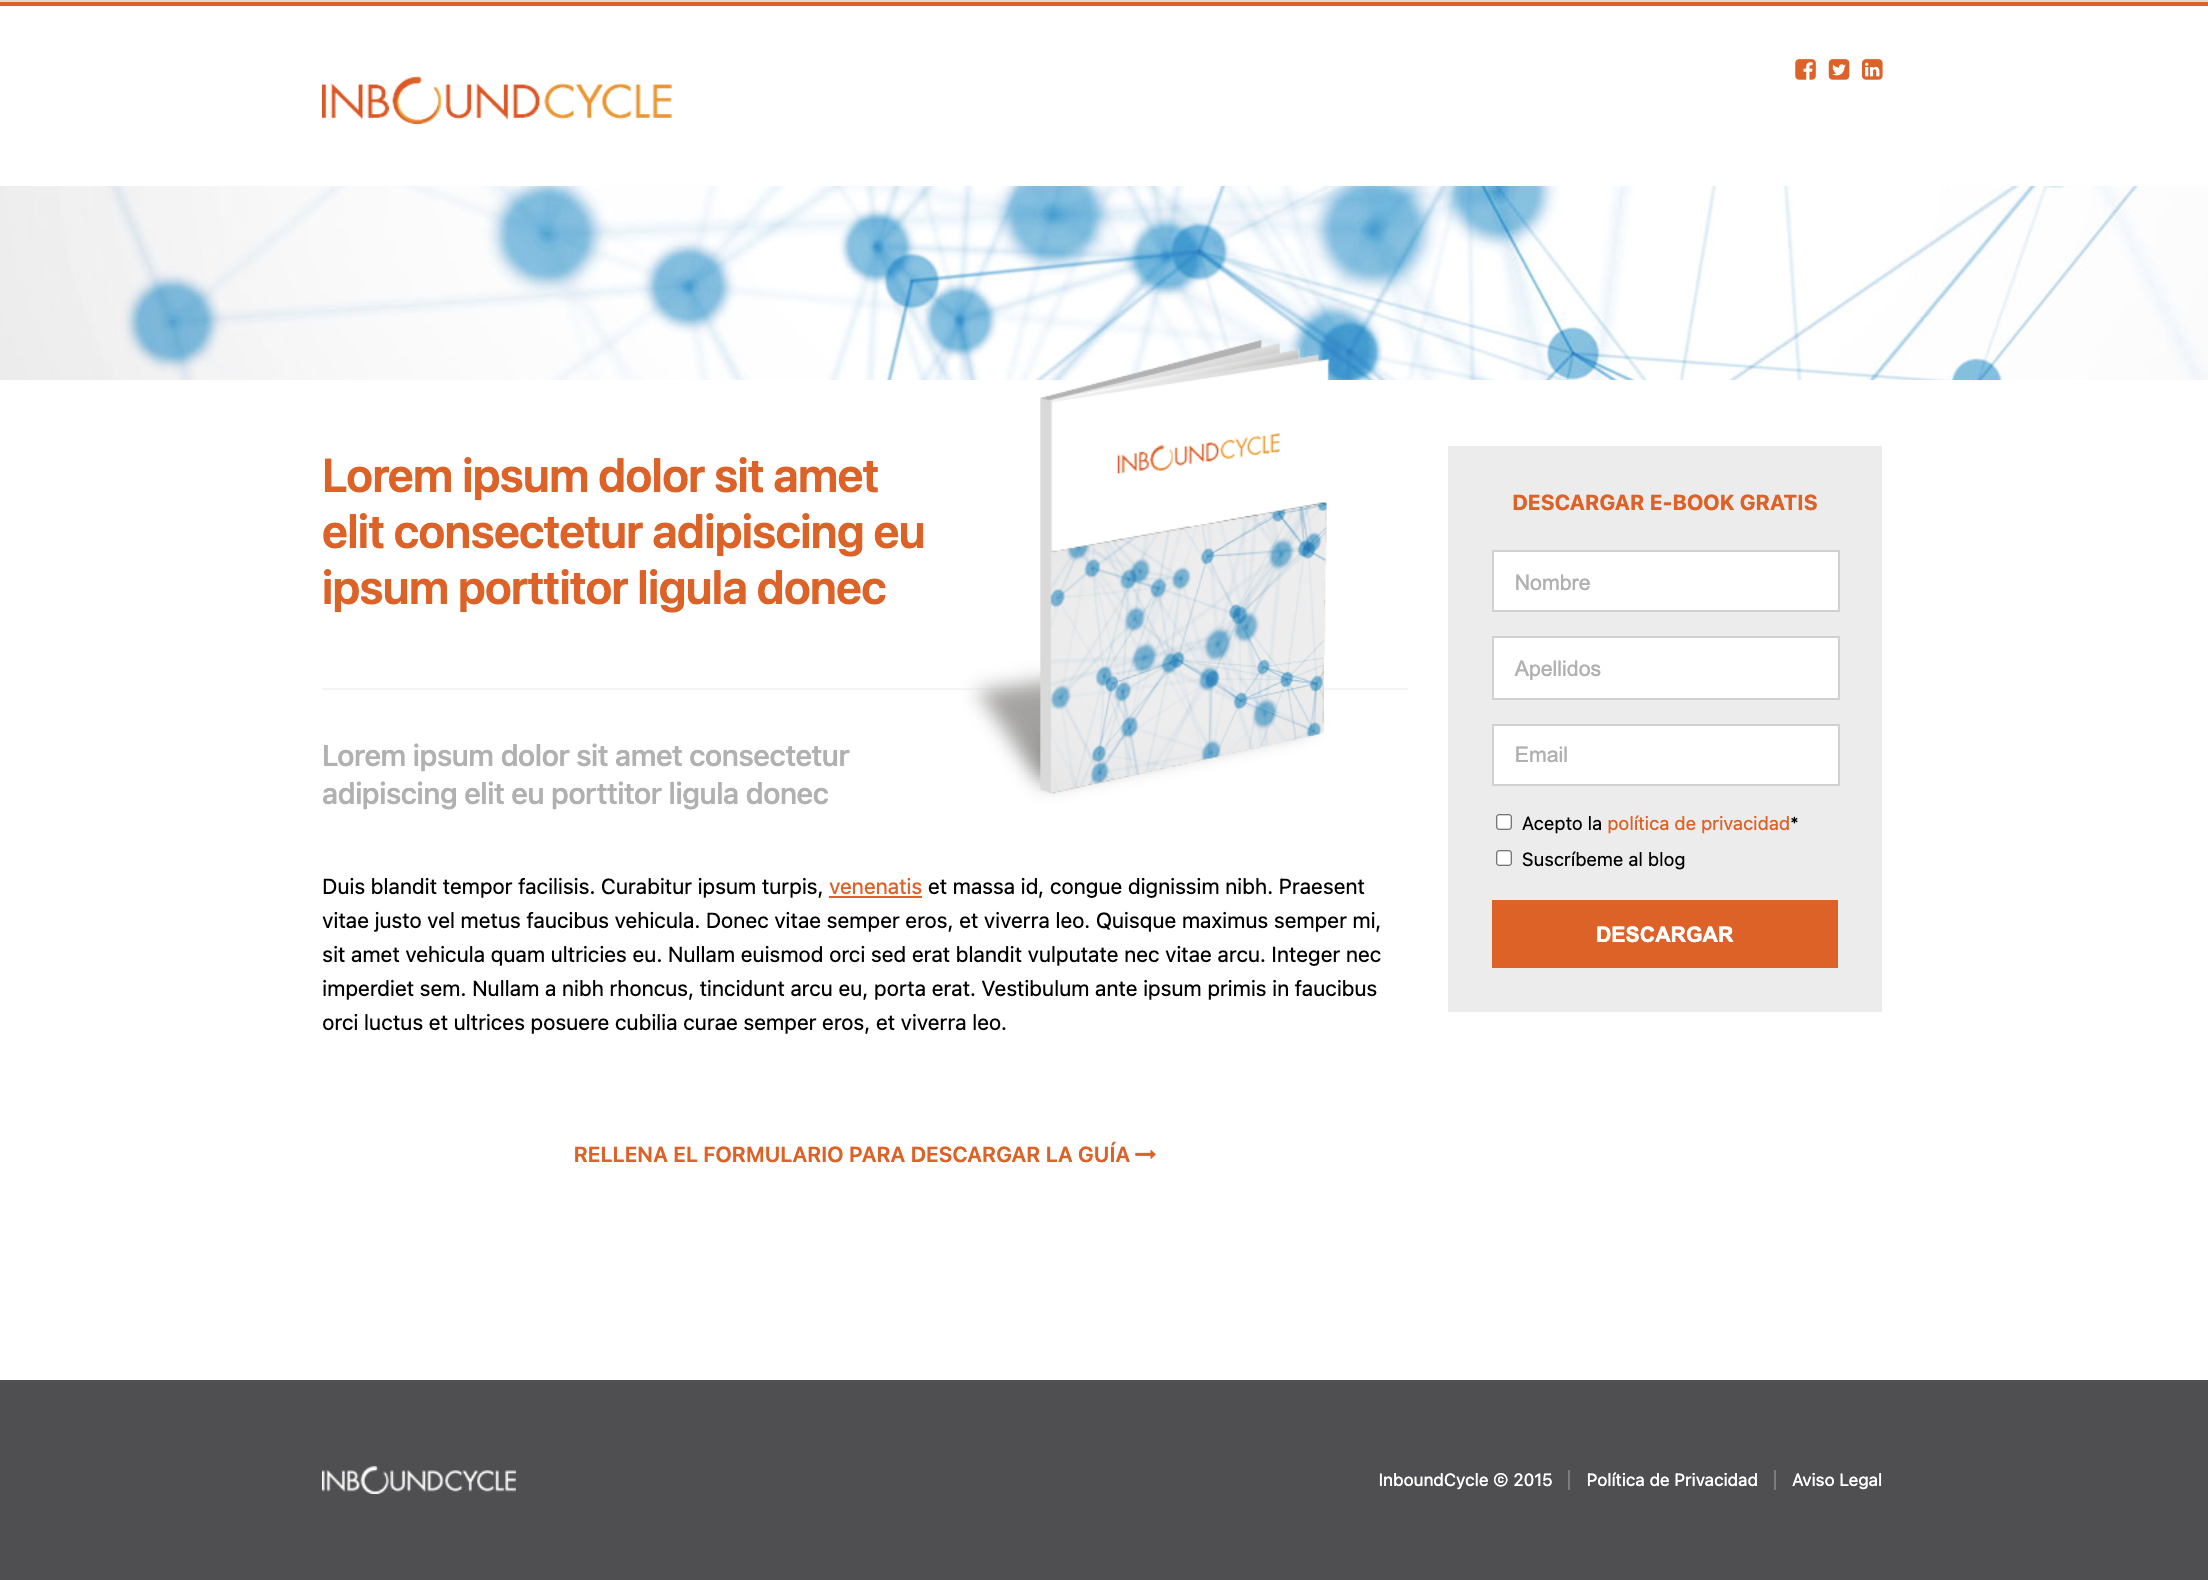 INBOUNDCYCLE
INBOUNDCYCLE
Lorem ipsum dolor sit amet
elit consectetur adipiscing eu
ipsum porttitor ligula donec
Lorem ipsum dolor sit amet consectetur
adipiscing elit eu porttitor ligula donec
Duis blandit tempor facilisis. Curabitur ipsum turpis, venenatis et massa id, congue dignissim nibh. Praesent
vitae justo vel metus faucibus vehicula. Donec vitae semper eros, et viverra leo. Quisque maximus semper mi,
sit amet vehicula quam ultricies eu. Nullam euismod orci sed erat blandit vulputate nec vitae arcu. Integer nec
imperdiet sem. Nullam a nibh rhoncus, tincidunt arcu eu, porta erat. Vestibulum ante ipsum primis in faucibus
orci luctus et ultrices posuere cubilia curae semper eros, et viverra leo.
RELLENA EL FORMULARIO PARA DESCARGAR LA GUÍA →
DESCARGAR E-BOOK GRATIS
Nombre
Apellidos
Email
Acepto la política de privacidad*
Suscríbeme al blog
DESCARGAR
INBOUNDCYCLE
InboundCycle © 2015 | Política de Privacidad | Aviso Legal